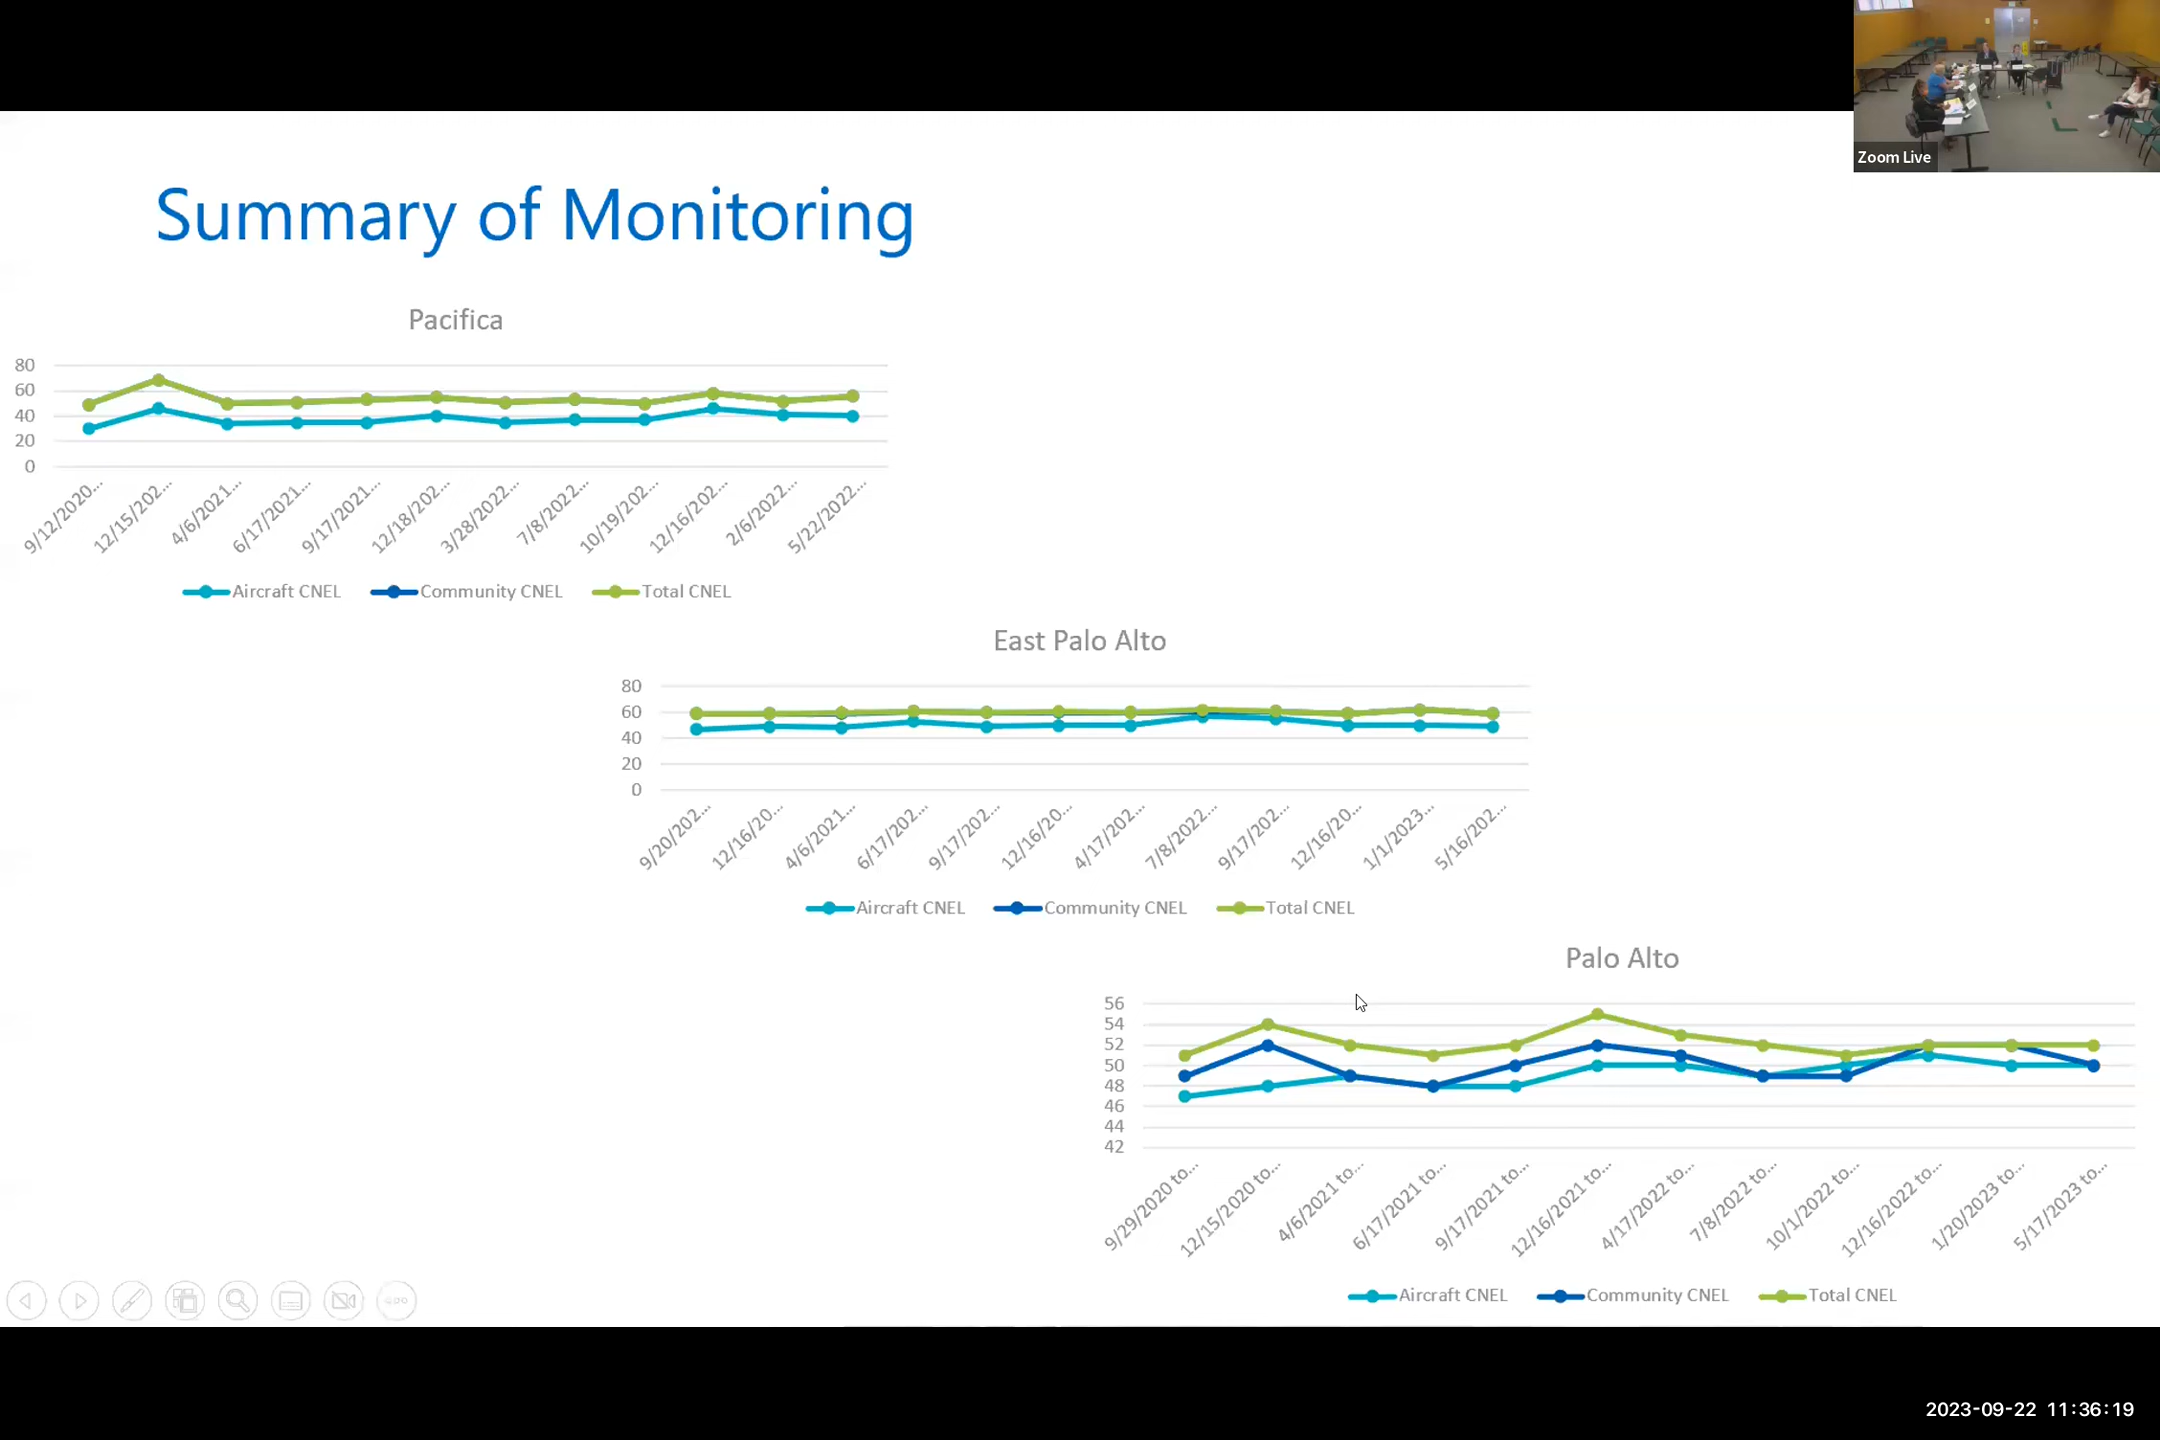 Zoom Live
Summary of Monitoring
Pacifica
80
60
40
20
0
9/12/2020...
12/15/202...
4/6/2021...
6/17/2021...
9/17/2021...
12/18/202...
3/28/2022...
7/8/2022...
10/19/202...
12/16/202...
2/6/2022...
5/22/2022...
Aircraft CNEL Community CNEL Total CNEL
East Palo Alto
80
60
40
20
0
9/20/202...
12/16/20...
4/6/2021...
6/17/202...
9/17/202...
12/16/20...
4/17/202...
7/8/2022...
9/17/202...
12/16/20...
1/1/2023...
5/16/202...
Aircraft CNEL Community CNEL Total CNEL
Palo Alto
56
54
52
50
48
46
44
42
9/29/2020 to...
12/15/2020 to...
4/6/2021 to...
6/17/2021 to...
9/17/2021 to...
12/16/2021 to...
4/17/2022 to...
7/8/2022 to...
10/1/2022 to...
12/16/2022 to...
1/20/2023 to...
5/17/2023 to...
Aircraft CNEL Community CNEL Total CNEL
2023-09-22 11:36:19